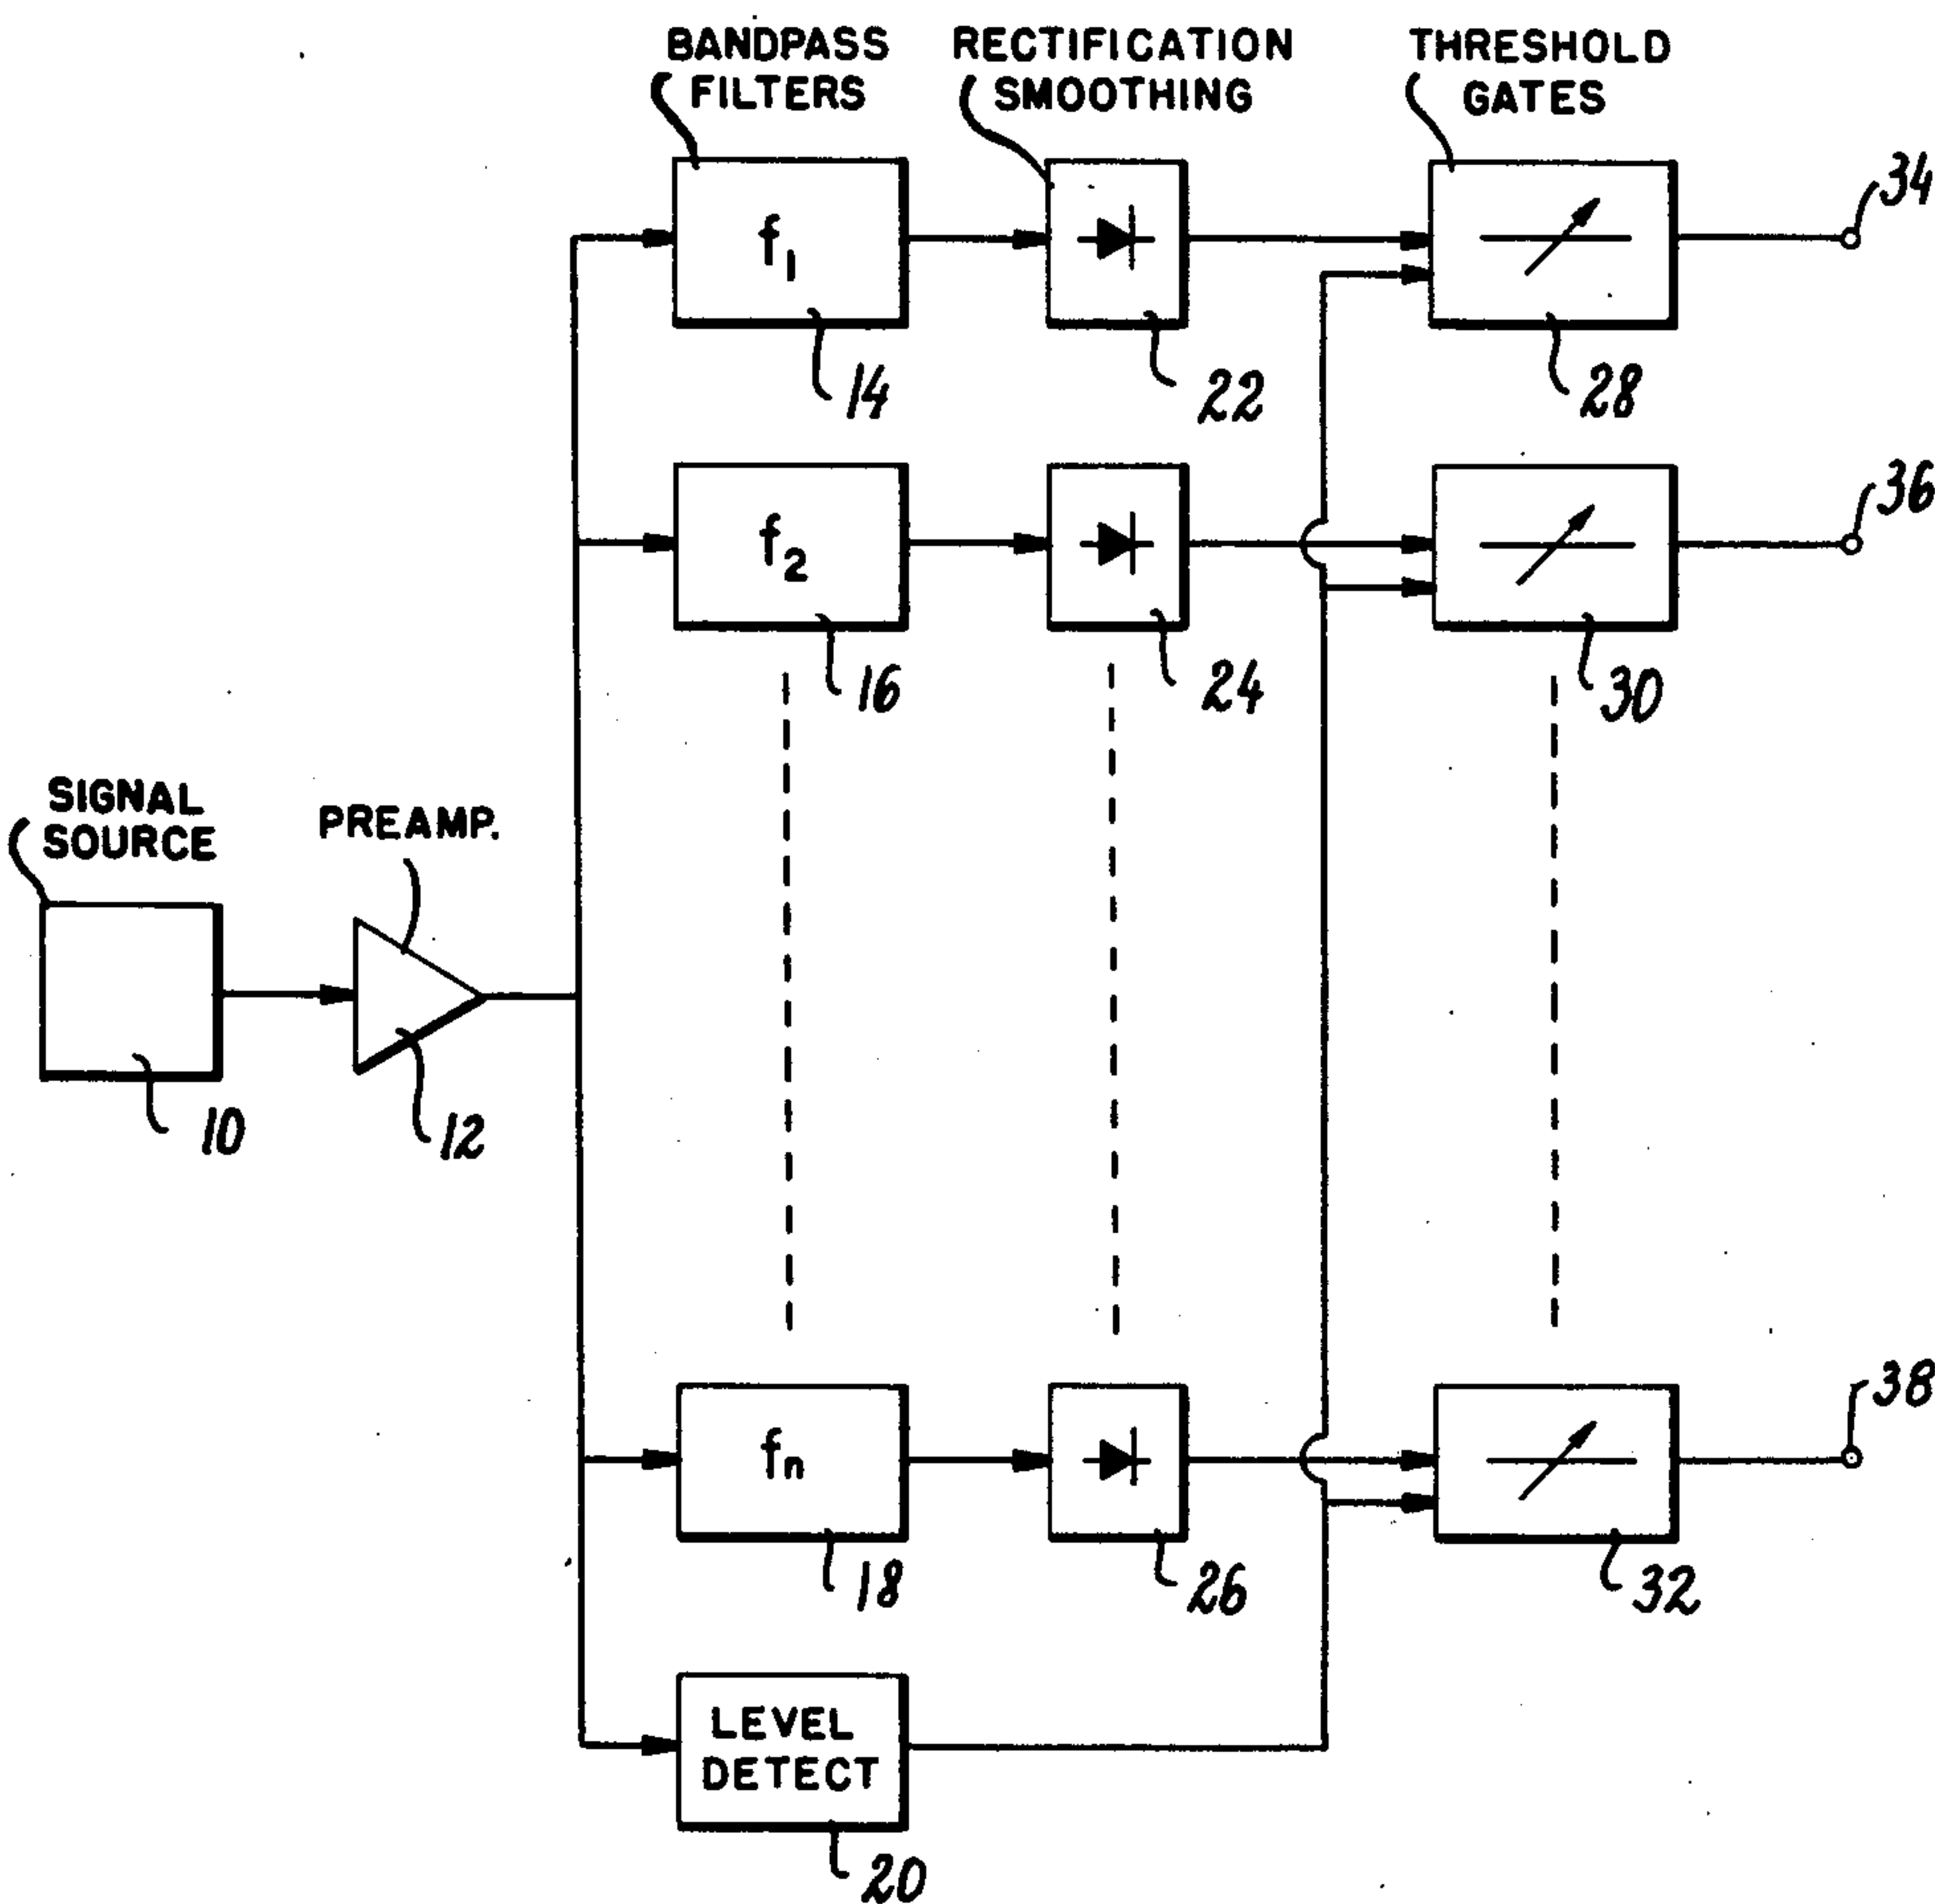 BANDPASS
FILTERS
RECTIFICATION
SMOOTHING
THRESHOLD
GATES
34
f1
14
22
28
36
f2
16
24
30
SIGNAL
SOURCE
PREAMP.
10
12
38
fn
18
26
32
LEVEL
DETECT
20